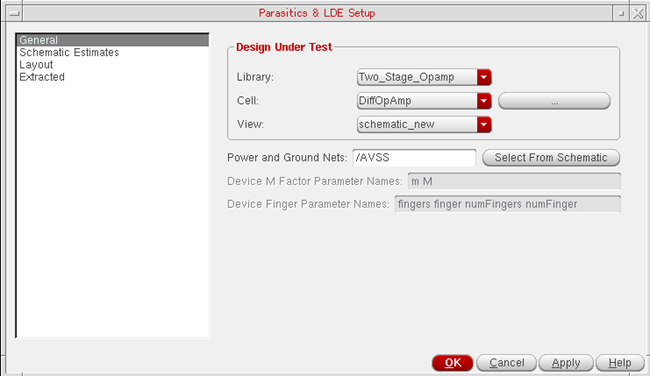 Parasitics & LDE Setup
General
Schematic Estimates
Layout
Extracted
Design Under Test
Library: Two_Stage_Opamp
Cell: DiffOpAmp ...
View: schematic_new
Power and Ground Nets: /AVSS Select From Schematic
Device M Factor Parameter Names: m M
Device Finger Parameter Names: fingers finger numFingers numFinger
OK Cancel Apply Help